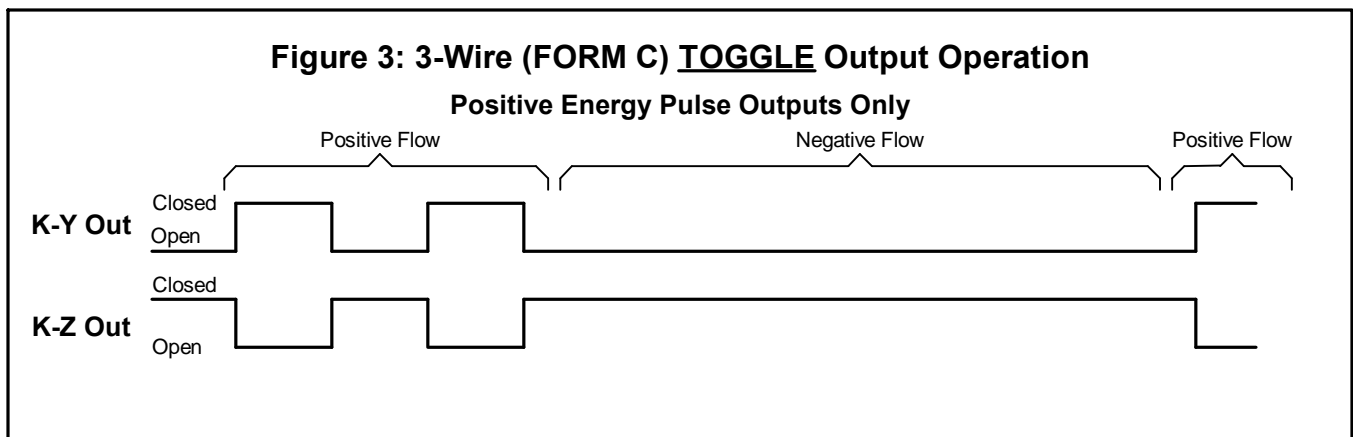 Figure 3: 3-Wire (FORM C) TOGGLE Output Operation
Positive Energy Pulse Outputs Only
Positive Flow
Negative Flow
Positive Flow
K-Y Out
Closed
Open
K-Z Out
Closed
Open